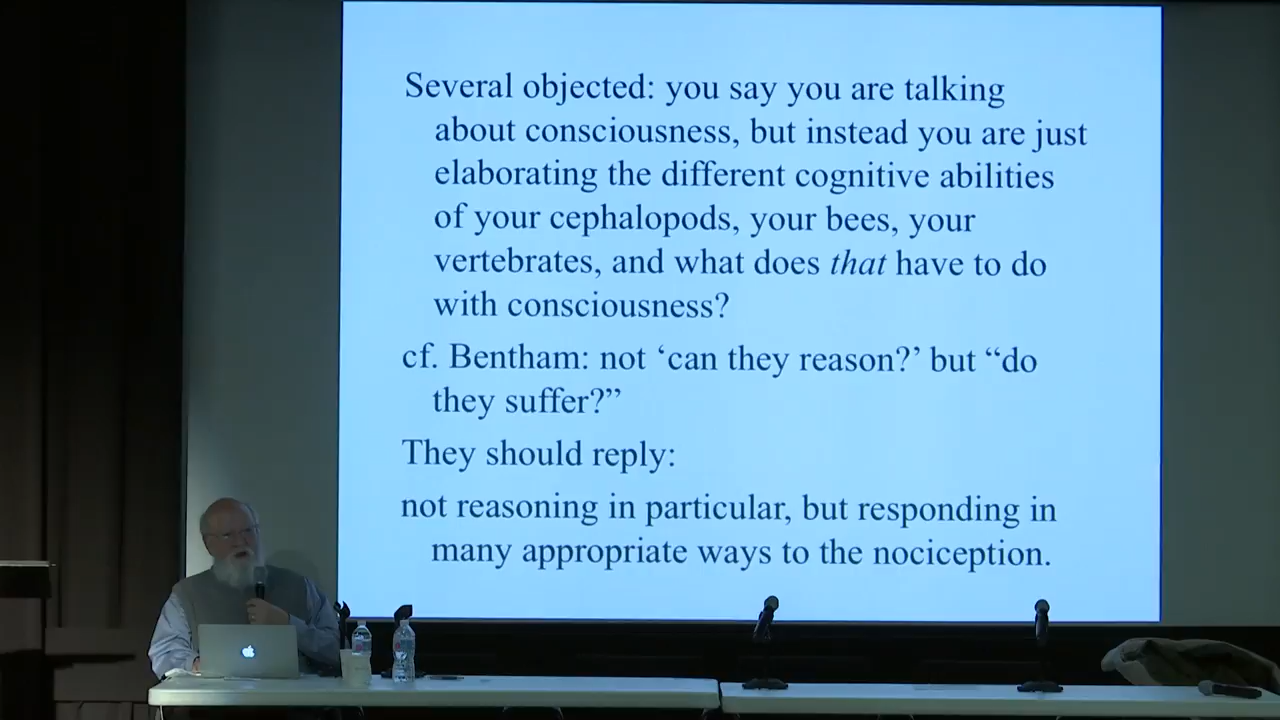 Several objected: you say you are talking
about consciousness, but instead you are just
elaborating the different cognitive abilities
of your cephalopods, your bees, your
vertebrates, and what does that have to do
with consciousness?
cf. Bentham: not ‘can they reason?’ but “do
they suffer?”
They should reply:
not reasoning in particular, but responding in
many appropriate ways to the nociception.